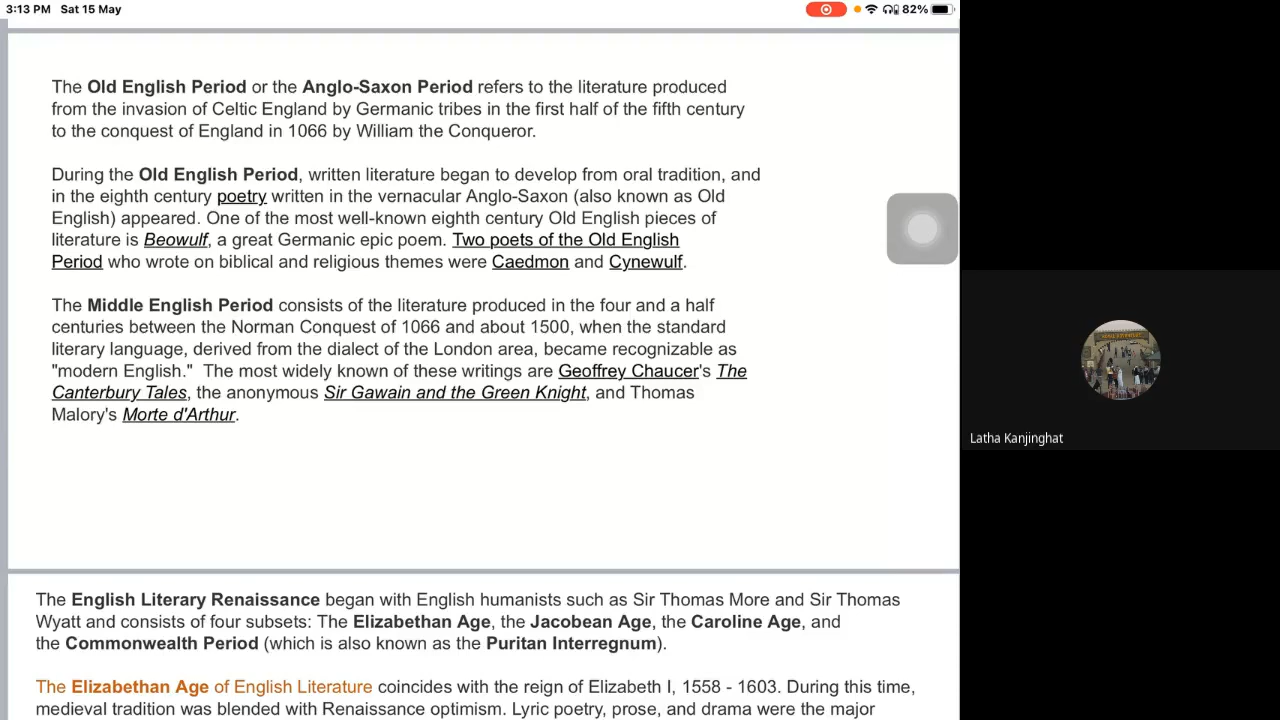 3:13 PM Sat 15 May 82%
The Old English Period or the Anglo-Saxon Period refers to the literature produced
from the invasion of Celtic England by Germanic tribes in the first half of the fifth century
to the conquest of England in 1066 by William the Conqueror.
During the Old English Period, written literature began to develop from oral tradition, and
in the eighth century poetry written in the vernacular Anglo-Saxon (also known as Old
English) appeared. One of the most well-known eighth century Old English pieces of
literature is Beowulf, a great Germanic epic poem. Two poets of the Old English
Period who wrote on biblical and religious themes were Caedmon and Cynewulf.
The Middle English Period consists of the literature produced in the four and a half
centuries between the Norman Conquest of 1066 and about 1500, when the standard
literary language, derived from the dialect of the London area, became recognizable as
"modern English." The most widely known of these writings are Geoffrey Chaucer's The
Canterbury Tales, the anonymous Sir Gawain and the Green Knight, and Thomas
Malory's Morte d'Arthur.
Latha Kanjinghat
The English Literary Renaissance began with English humanists such as Sir Thomas More and Sir Thomas
Wyatt and consists of four subsets: The Elizabethan Age, the Jacobean Age, the Caroline Age, and
the Commonwealth Period (which is also known as the Puritan Interregnum).
The Elizabethan Age of English Literature coincides with the reign of Elizabeth I, 1558 - 1603. During this time,
medieval tradition was blended with Renaissance optimism. Lyric poetry, prose, and drama were the major